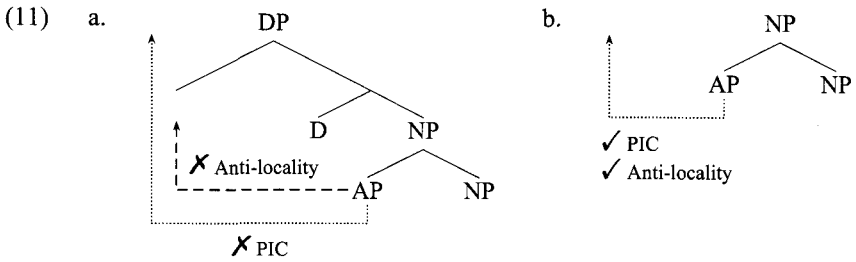 (11) a. DP b. NP
AP NP
D NP
✗ Anti-locality ✓ PIC
AP NP ✓ Anti-locality
✗ PIC